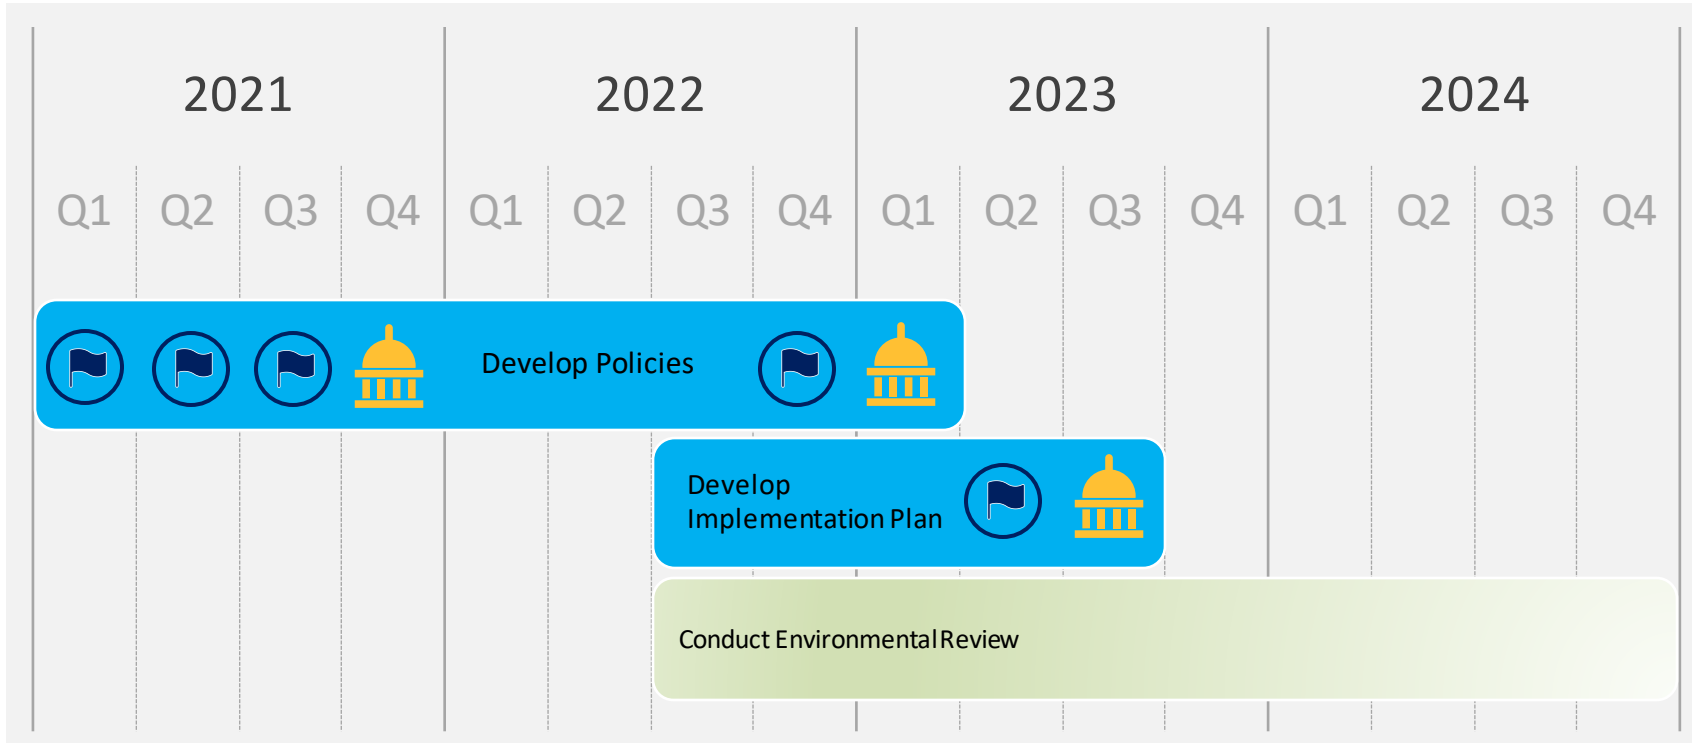 2021 2022 2023 2024
Q1 Q2 Q3 Q4 Q1 Q2 Q3 Q4 Q1 Q2 Q3 Q4 Q1 Q2 Q3 Q4
Develop Policies
Develop
Implementation Plan
Conduct Environmental Review